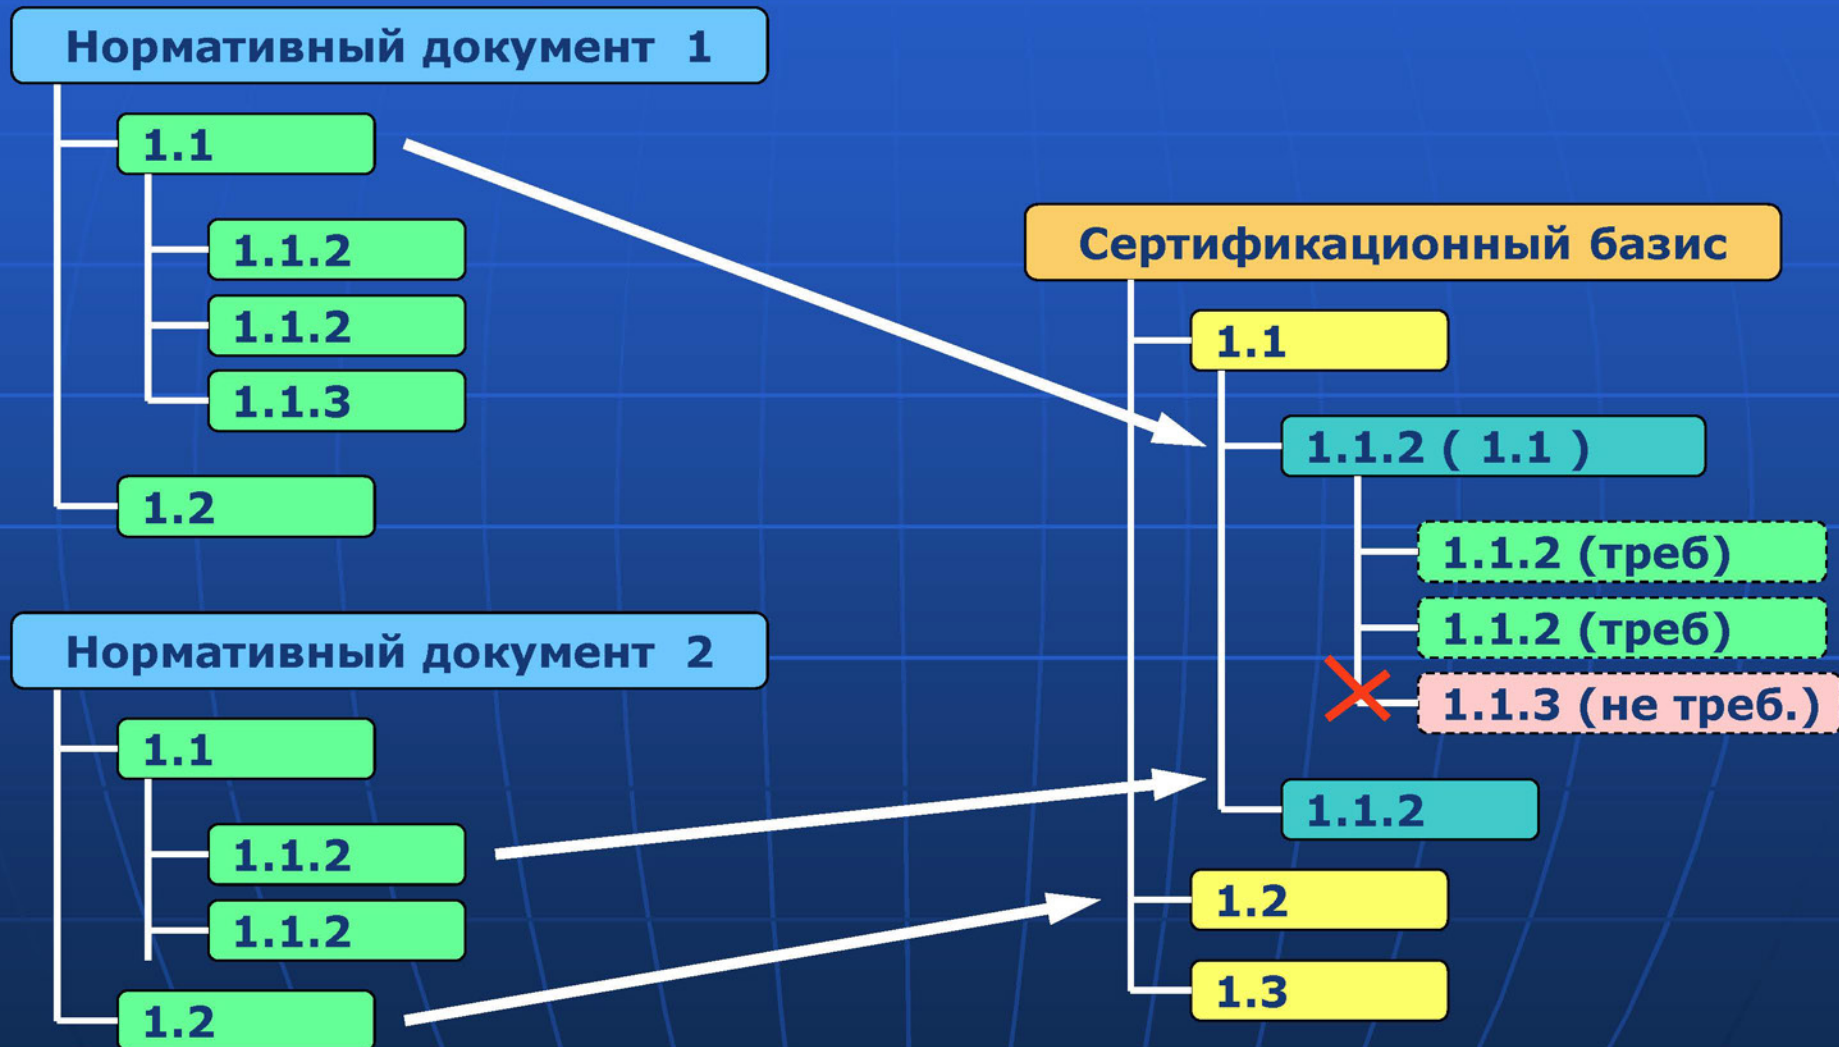 Нормативный документ 1
1.1
1.1.2
1.1.2
1.1.3
1.2
Нормативный документ 2
1.1
1.1.2
1.1.2
1.2
Сертификационный базис
1.1
1.1.2 ( 1.1 )
1.1.2 (треб)
1.1.2 (треб)
1.1.3 (не треб.)
1.1.2
1.2
1.3